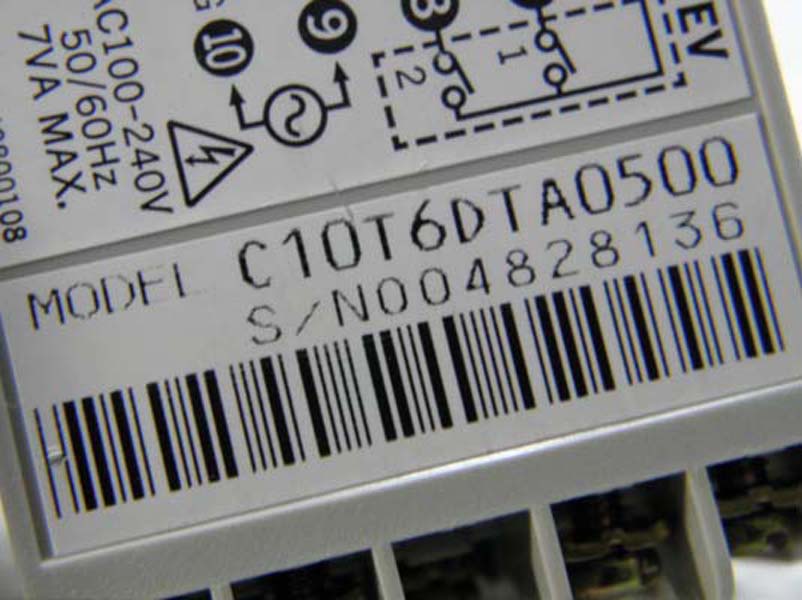 EV
1
2
8
9
10
G
AC100-240V
50/60Hz
7VA MAX.
MODEL C10T6DTA0500
S/N004828136